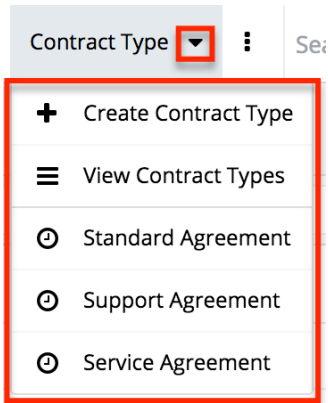 Contract Type
Sea
Create Contract Type
View Contract Types
Standard Agreement
Support Agreement
Service Agreement